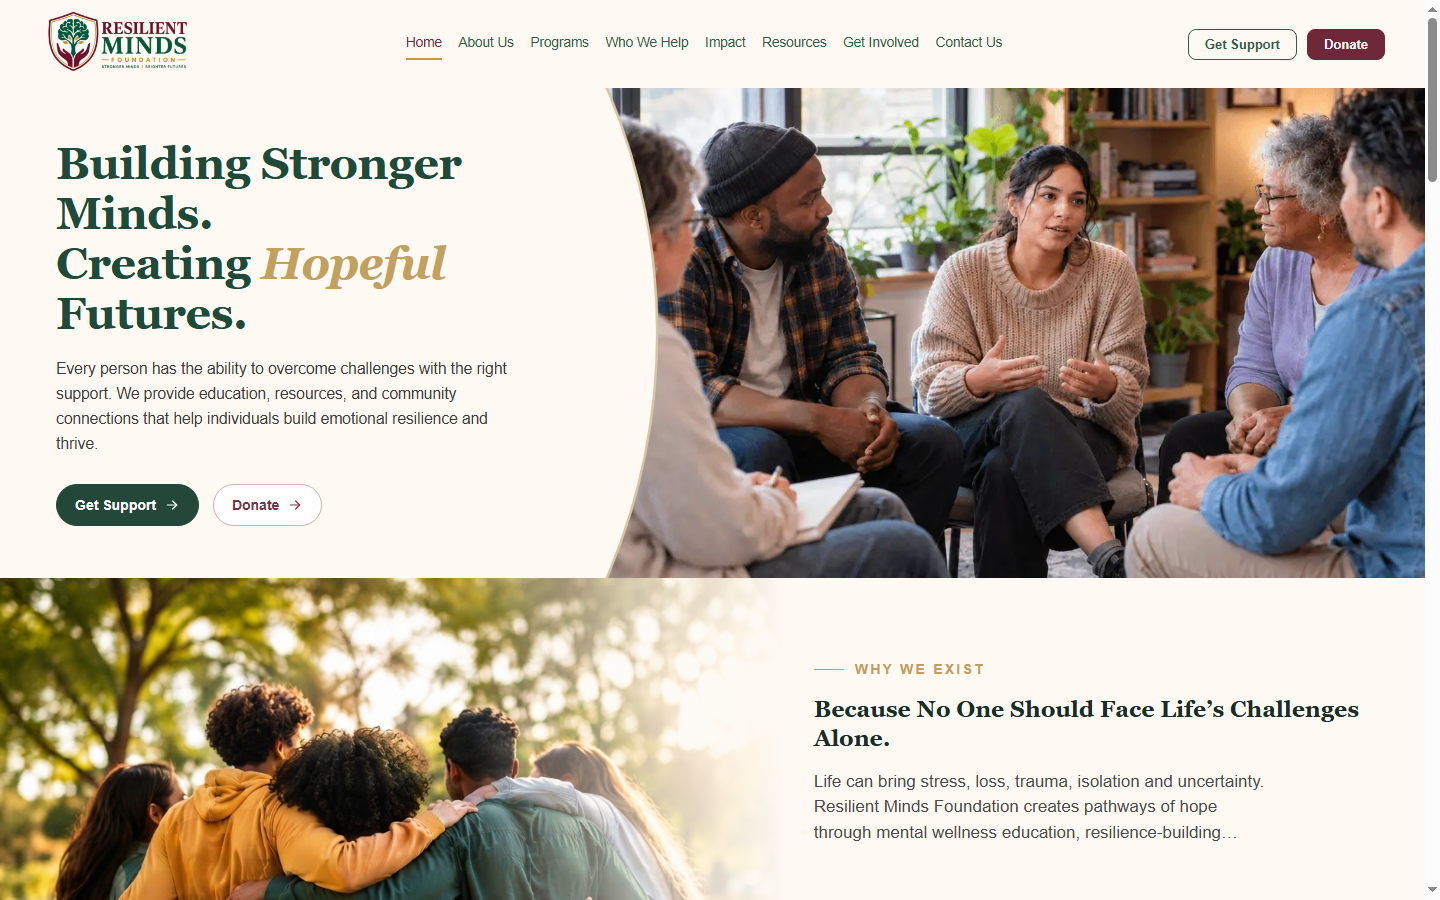 RESILIENT
MINDS
FOUNDATION
STRONGER MINDS | BRIGHTER FUTURES
Home
About Us
Programs
Who We Help
Impact
Resources
Get Involved
Contact Us
Get Support
Donate
Building Stronger
Minds.
Creating Hopeful
Futures.
Every person has the ability to overcome challenges with the right
support. We provide education, resources, and community
connections that help individuals build emotional resilience and
thrive.
Get Support →
Donate →
WHY WE EXIST
Because No One Should Face Life’s Challenges
Alone.
Life can bring stress, loss, trauma, isolation and uncertainty.
Resilient Minds Foundation creates pathways of hope
through mental wellness education, resilience-building…